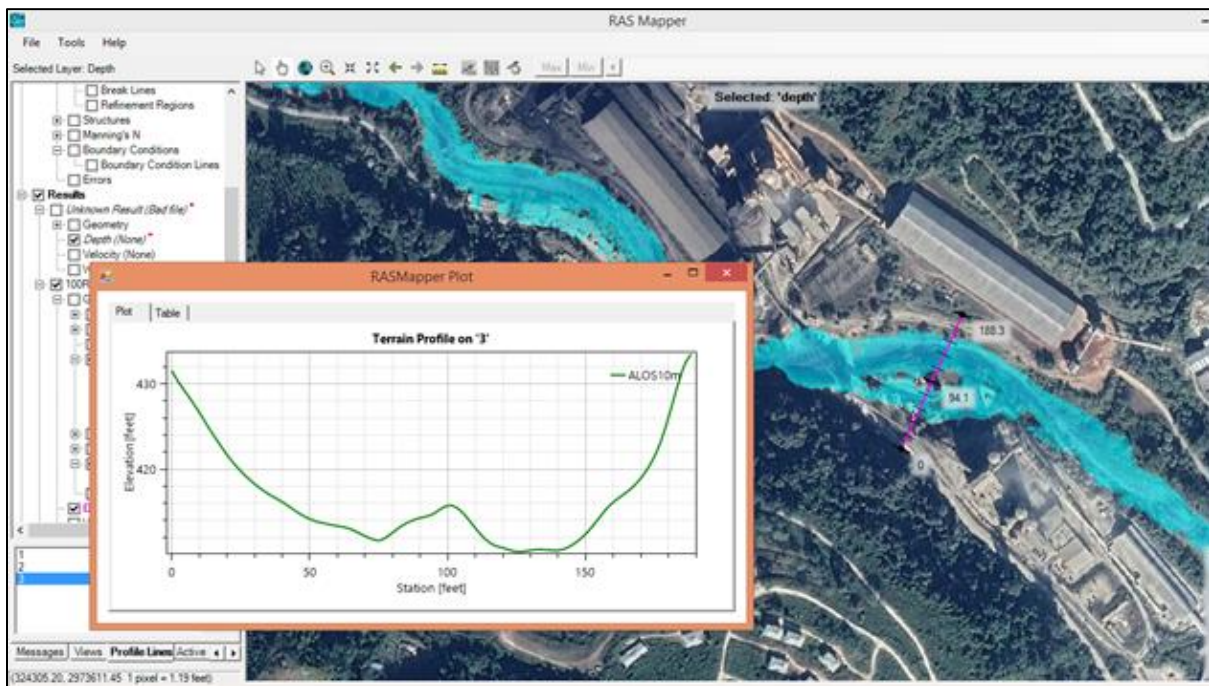 RAS Mapper
File Tools Help
Selected Layer: Depth
Max Min
Break Lines
Refinement Regions
Structures
Manning's N
Boundary Conditions
Boundary Condition Lines
Errors
Results
Unknown Result (Bad file)
Geometry
Depth (None)
Velocity (None)
Selected: 'depth'
188.3
94.1
0
RASMapper Plot
Plot Table
Terrain Profile on '3'
ALOS10m
Elevation [feet]
430
420
0 50 100 150
Station [feet]
1
2
3
Messages Views Profile Lines Active
(324305.20, 2973611.45 1 pixel = 1.19 feet)